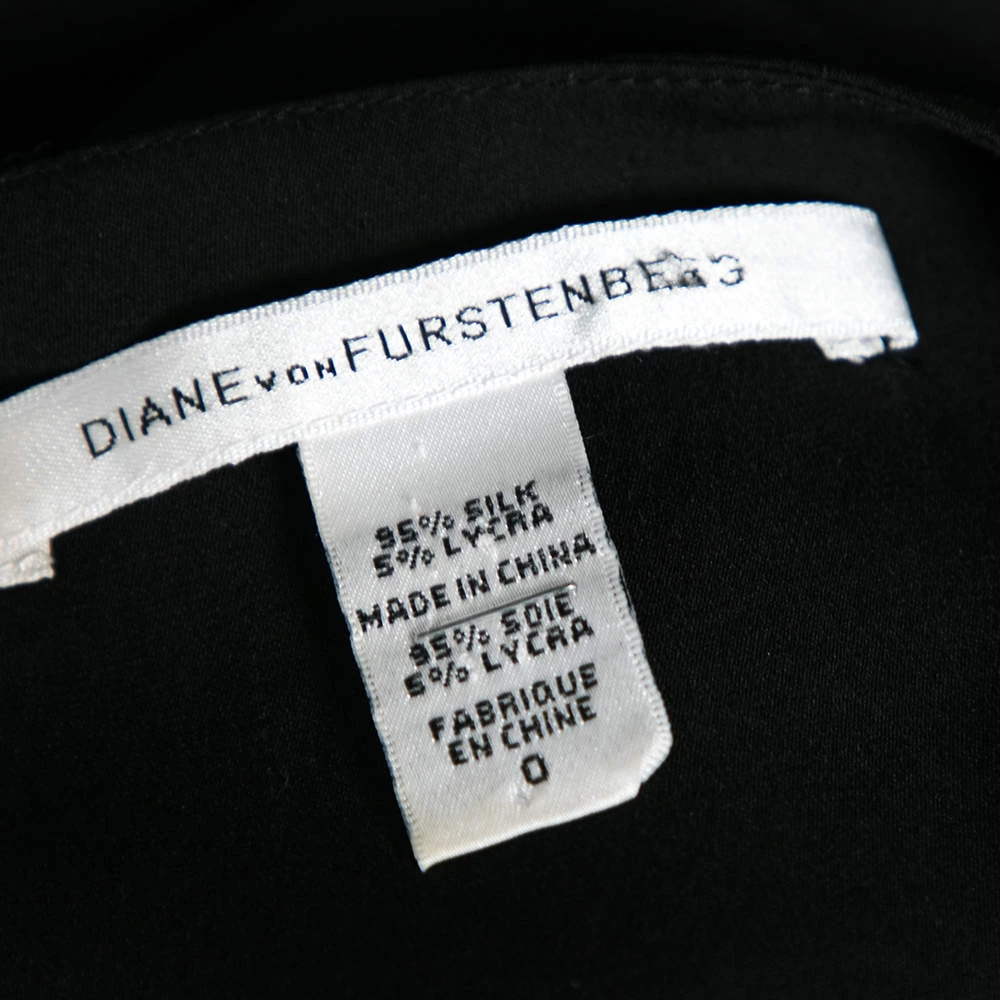 DIANE VON FURSTENBERG
95% SILK
5% LYCRA
MADE IN CHINA
95% SOIE
5% LYCRA
FABRIQUE
EN CHINE
0